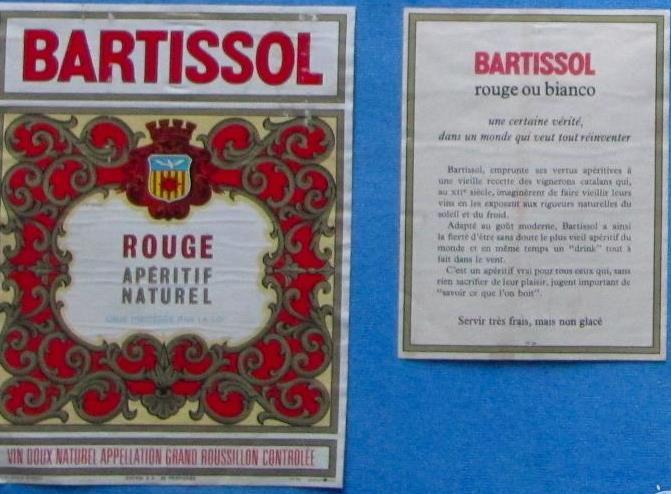 BARTISSOL
ROUGE
APÉRITIF
NATUREL
VIN DOUX NATUREL APPELLATION GRAND ROUSSILLON CONTROLÉE
BARTISSOL
rouge ou bianco
une certaine vérité,
dans un monde qui veut tout réinventer
Bartissol, emprunte ses vertus apéritives à
une vieille recette des vignerons catalans qui,
au XIIe siècle, imaginèrent de faire vieillir leurs
vins en les exposant aux rigueurs naturelles du
soleil et du froid.
Adapté au goût moderne, Bartissol a ainsi
la fierté d'être sans doute le plus vieil apéritif du
monde et en même temps un "drink" tout à
fait dans le vent.
C'est un apéritif vrai pour tous ceux qui, sans
rien sacrifier de leur plaisir, jugent important de
"savoir ce que l'on boit".
Servir très frais, mais non glacé